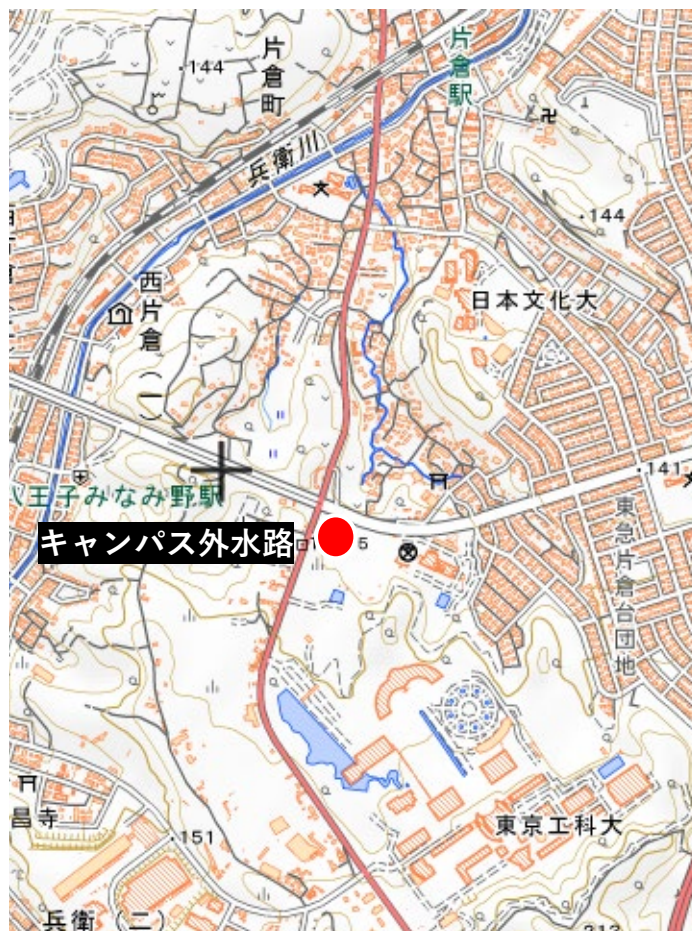 片倉町
・144
片倉駅
兵衛川
・144
西片倉(一)
日本文化大
・141
八王子みなみ野駅
キャンパス外水路
5
東急片倉台団地
東京工科大
昌寺
・151
兵衛(二)